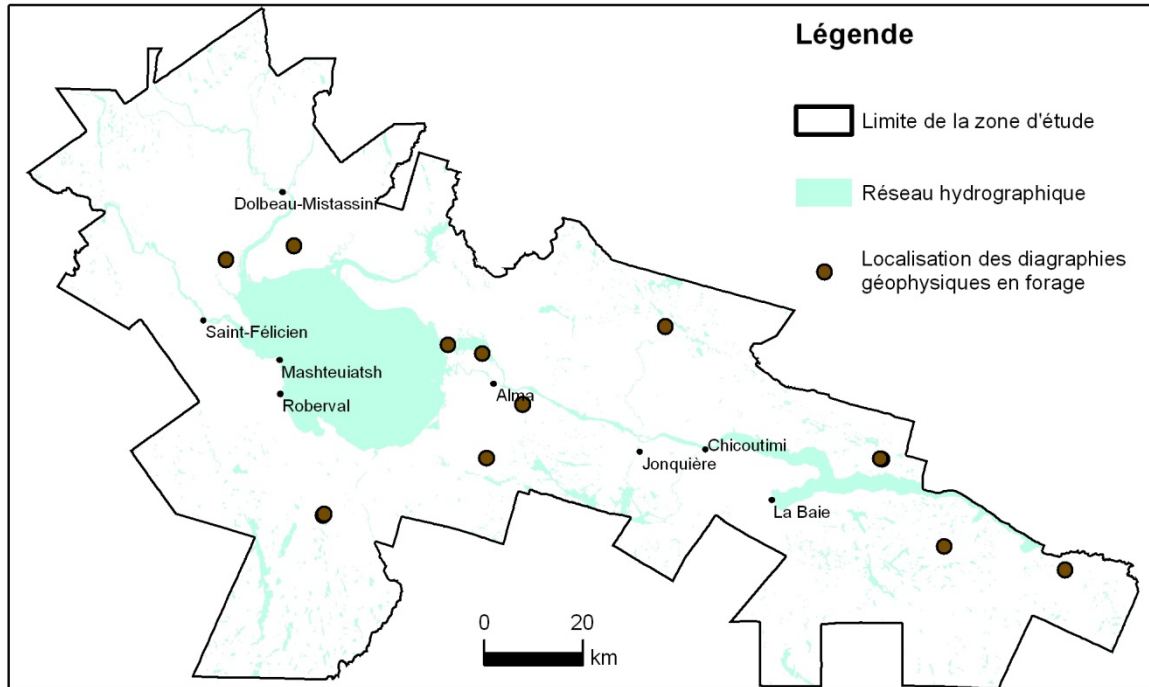 Légende
Limite de la zone d'étude
Réseau hydrographique
Localisation des diagraphies
géophysiques en forage
Dolbeau-Mistassini
Saint-Félicien
Mashteuiatsh
Roberval
Alma
Chicoutimi
Jonquière
La Baie
0 20
km